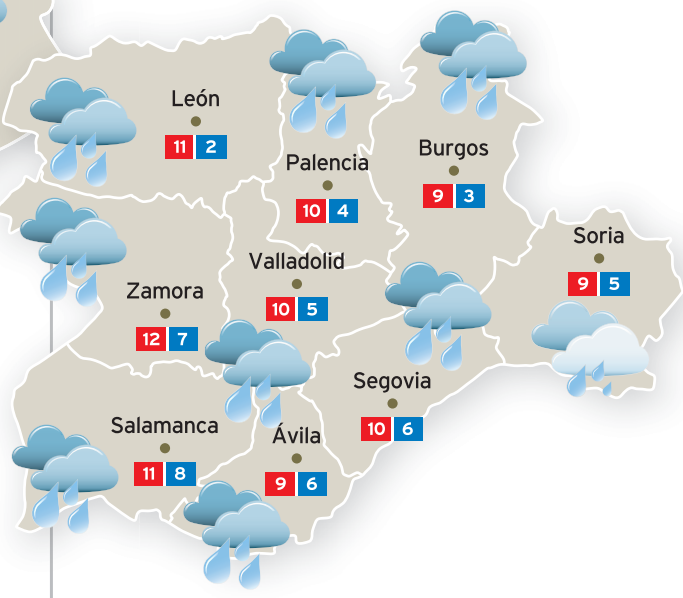 León
11 2
Palencia
10 4
Burgos
9 3
Soria
9 5
Valladolid
10 5
Zamora
12 7
Segovia
10 6
Salamanca
11 8
Ávila
9 6